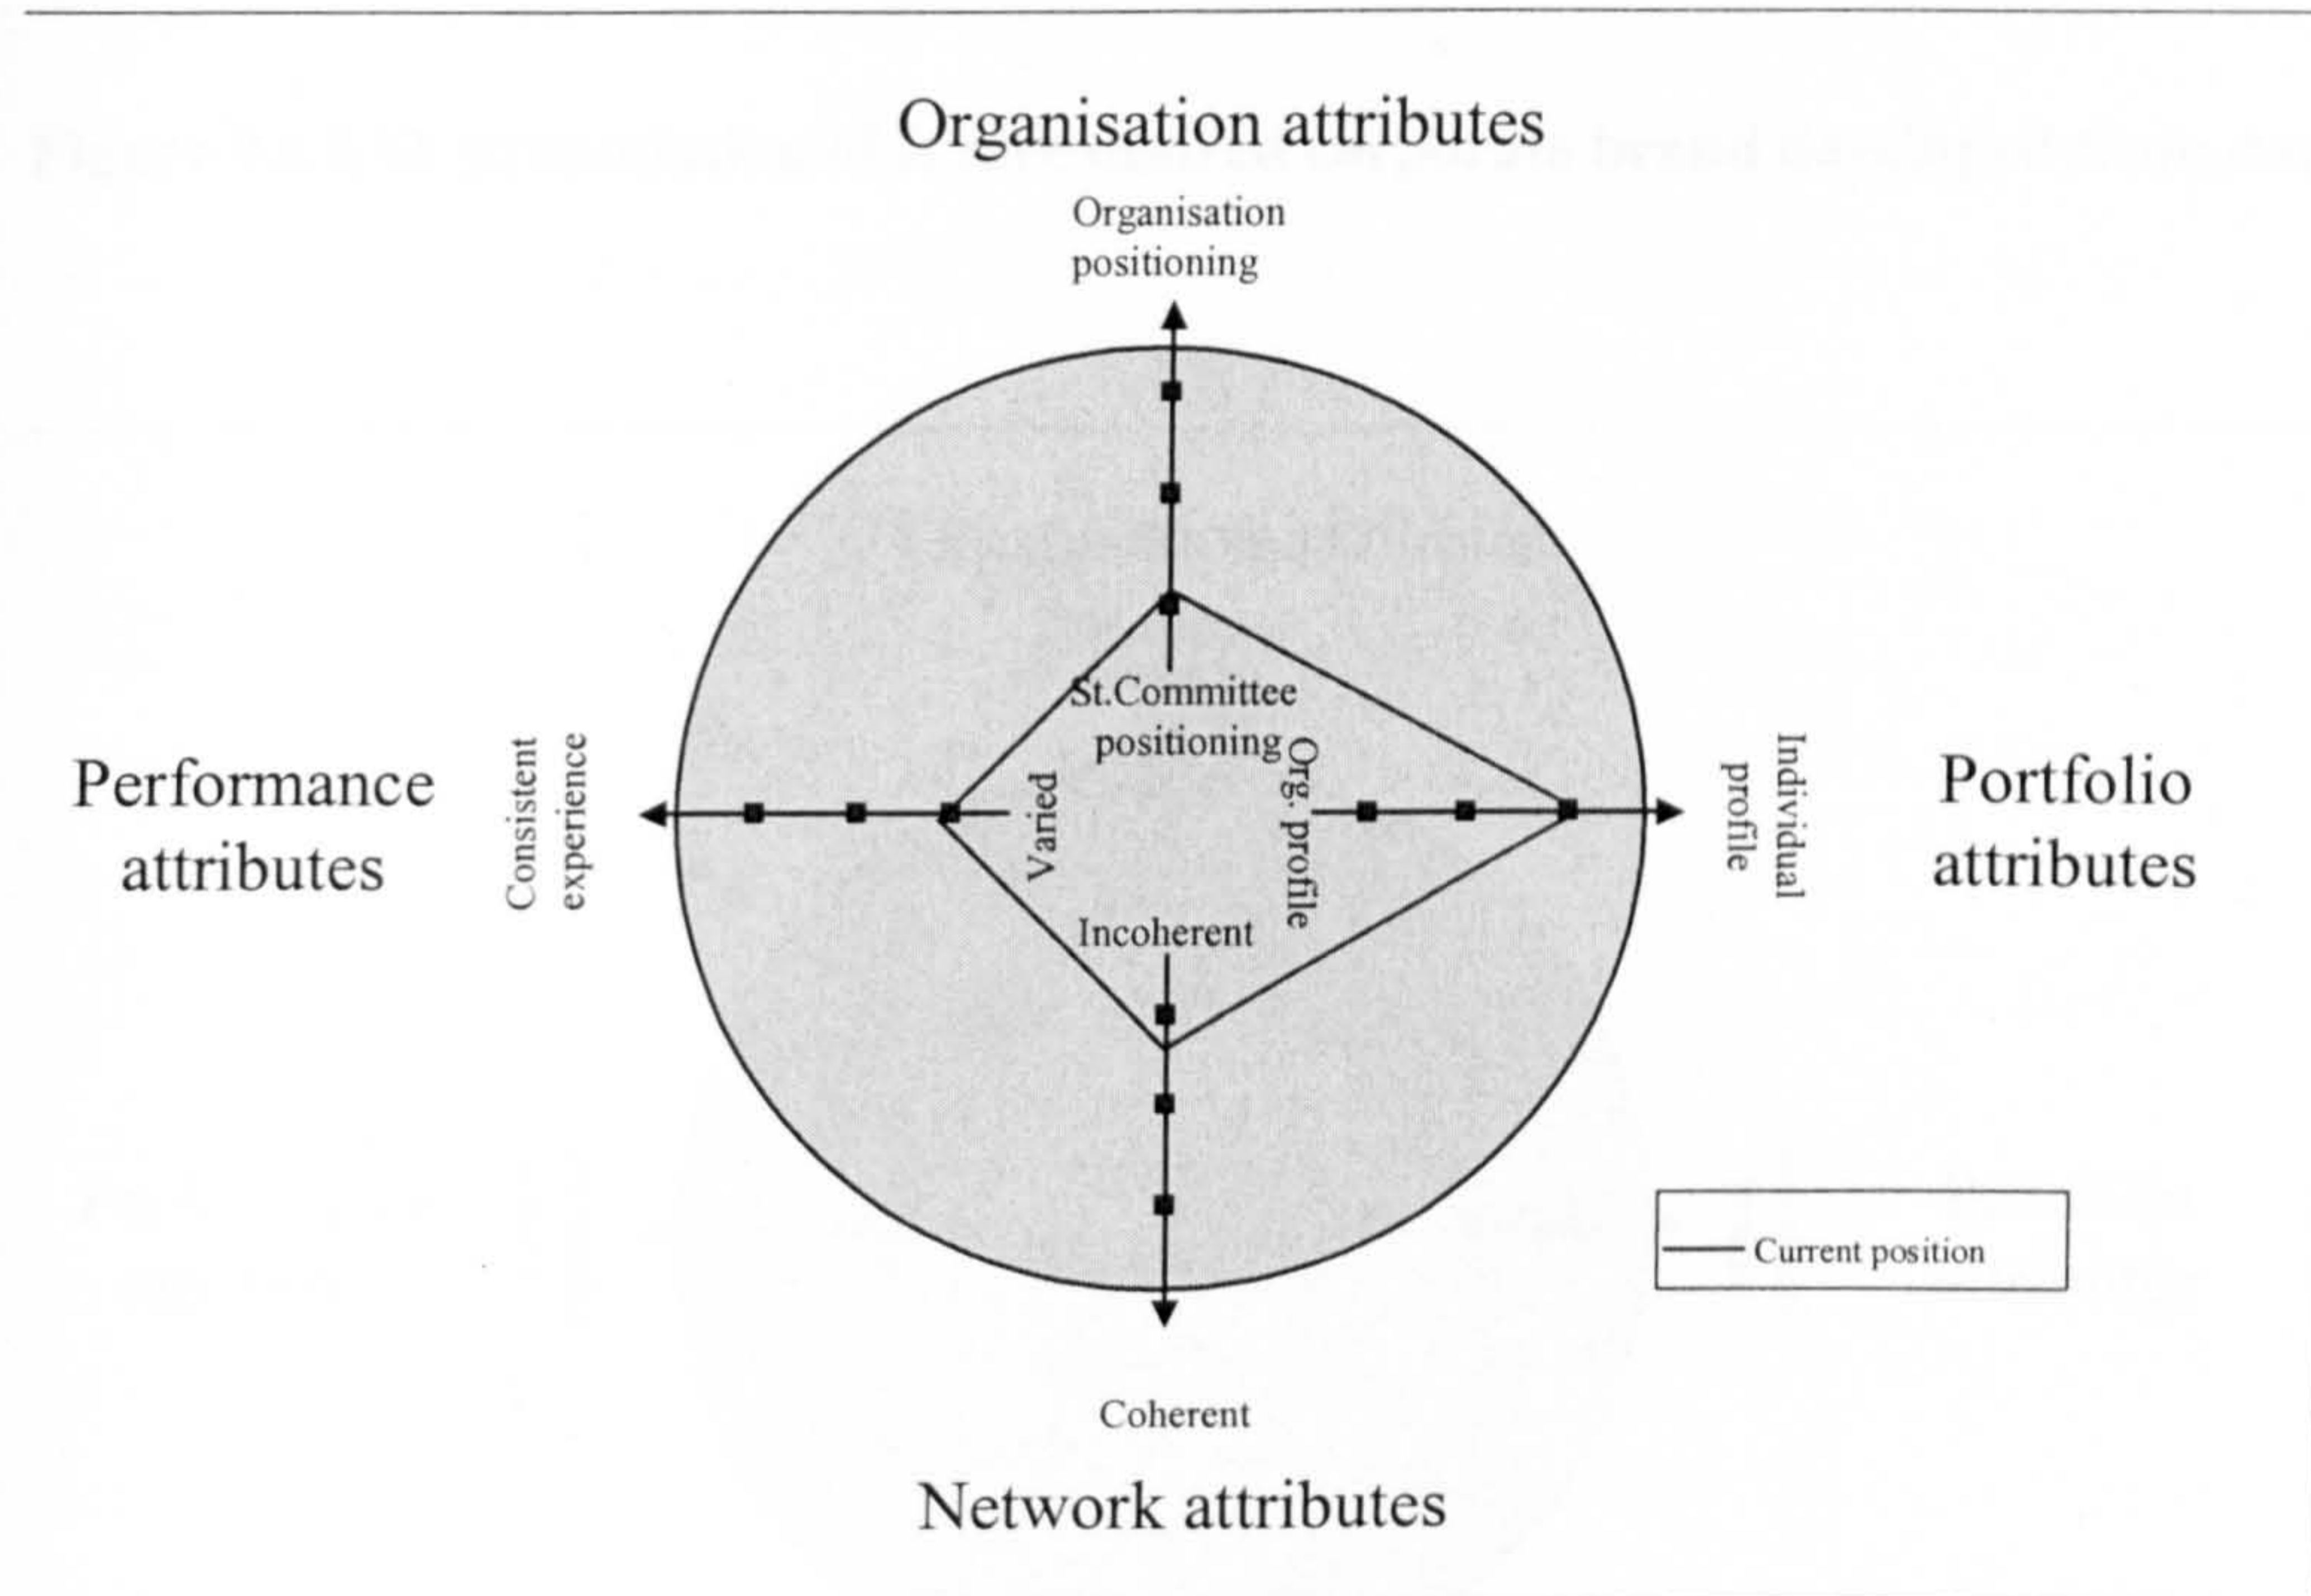 Organisation attributes
Organisation
positioning
St.Committee
positioning
Performance
attributes
Consistent
experience
Varied
Org. profile
Individual
profile
Portfolio
attributes
Incoherent
Current position
Coherent
Network attributes